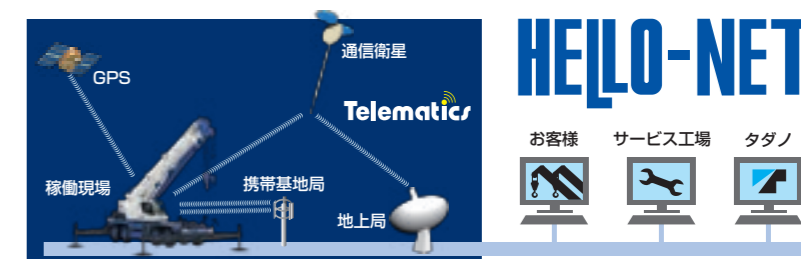 GPS
通信衛星
Telematics
稼働現場
携帯基地局
地上局
HELLO-NET
お客様 サービス工場 タダノ